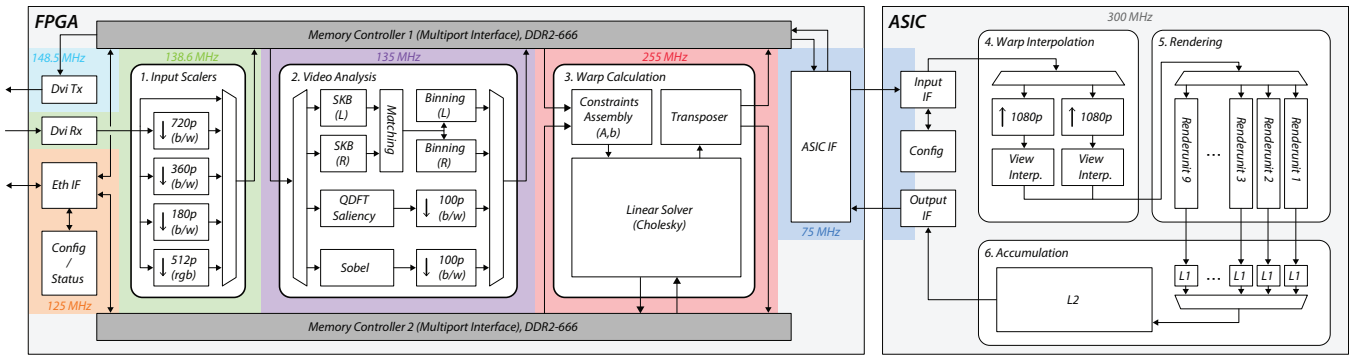 FPGA
Memory Controller 1 (Multiport Interface), DDR2-666
148.5 MHz
138.6 MHz
135 MHz
255 MHz
Dvi Tx
Dvi Rx
Eth IF
Config
/
Status
125 MHz
1. Input Scalers
720p
(b/w)
360p
(b/w)
180p
(b/w)
512p
(rgb)
2. Video Analysis
SKB
(L)
SKB
(R)
Matching
Binning
(L)
Binning
(R)
QDFT
Saliency
100p
(b/w)
Sobel
100p
(b/w)
3. Warp Calculation
Constraints
Assembly
(A,b)
Transposer
Linear Solver
(Cholesky)
ASIC IF
75 MHz
Memory Controller 2 (Multiport Interface), DDR2-666
ASIC
300 MHz
Input
IF
Config
Output
IF
4. Warp Interpolation
1080p
1080p
View
Interp.
View
Interp.
5. Rendering
Renderunit 9
...
Renderunit 3
Renderunit 2
Renderunit 1
6. Accumulation
L1 ... L1 L1 L1
L2